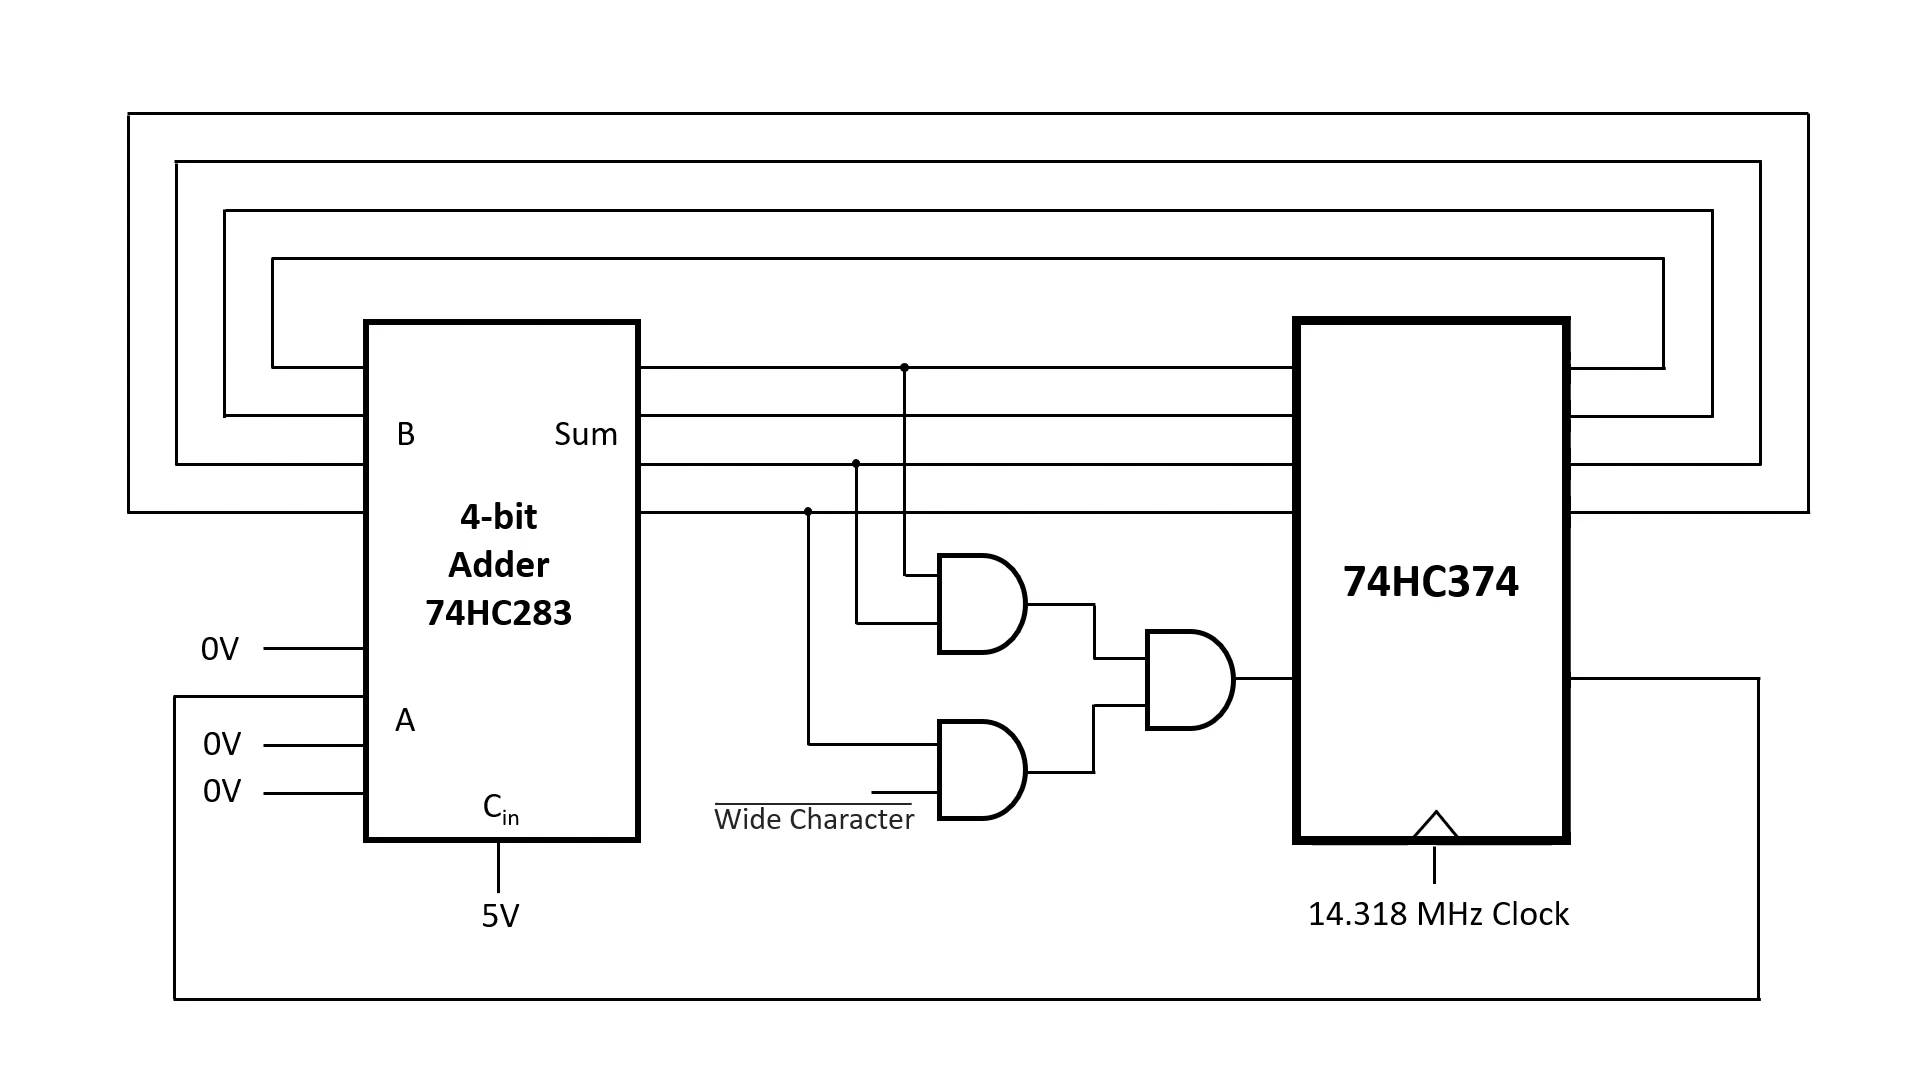 B
Sum
4-bit
Adder
74HC283
74HC374
0V
A
0V
0V
Cin
Wide Character
5V
14.318 MHz Clock